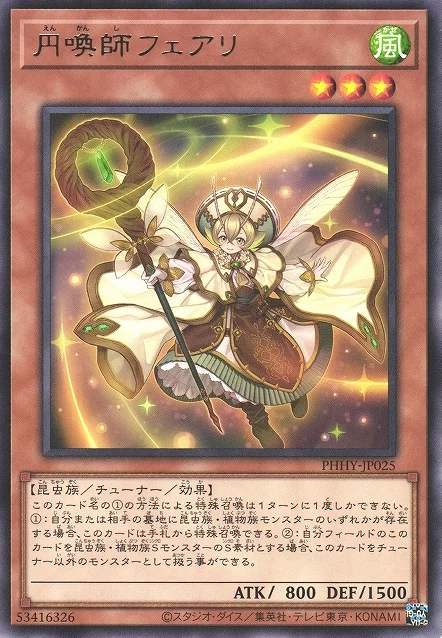 円喚師フェアリ
風
PHHY-JP025
【昆虫族／チューナー／効果】
このカード名の①の方法による特殊召喚は１ターンに１度しかできない。
①：自分または相手の墓地に昆虫族・植物族モンスターのいずれかが存在
する場合、このカードは手札から特殊召喚できる。②：自分フィールドのこの
カードを昆虫族・植物族Ｓモンスターの Ｓ素材とする場合、このカードをチュー
ナー以外のモンスターとして扱う事ができる。
ATK/ 800 DEF/1500
53416326 ©スタジオ・ダイス／集英社・テレビ東京・KONAMI